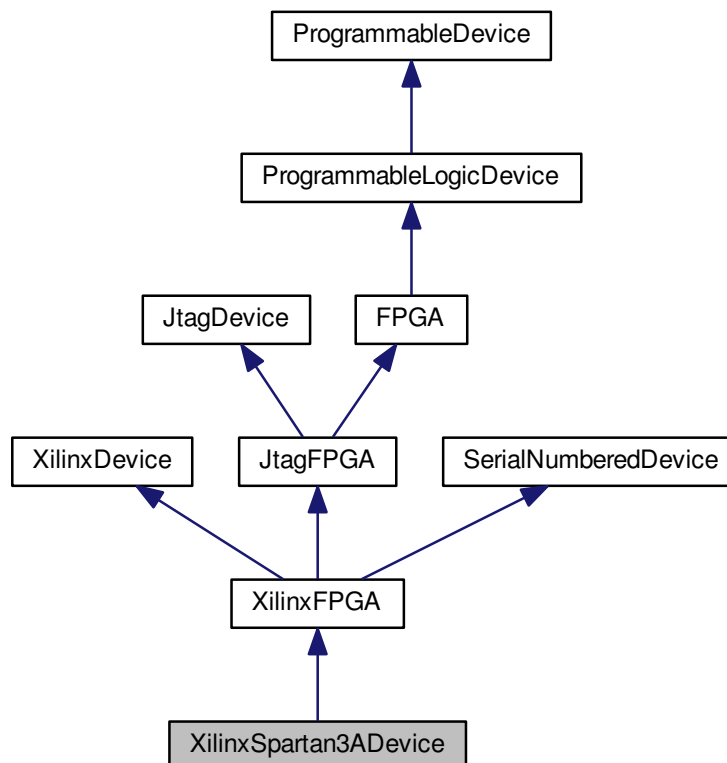 ProgrammableDevice
ProgrammableLogicDevice
JtagDevice
FPGA
XilinxDevice
JtagFPGA
SerialNumberedDevice
XilinxFPGA
XilinxSpartan3ADevice